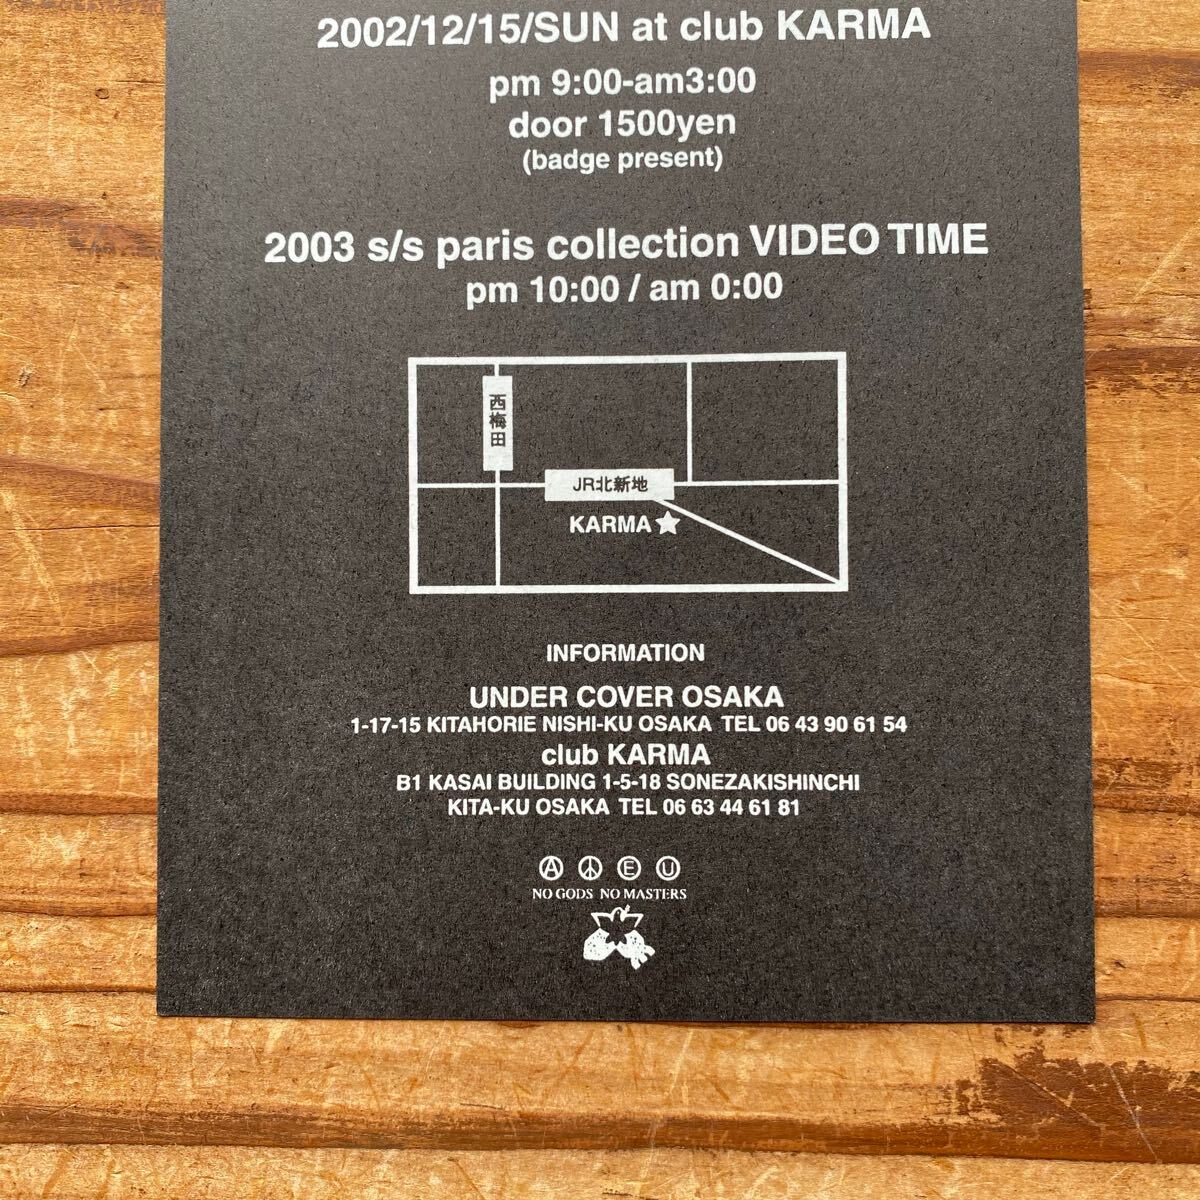 2002/12/15/SUN at club KARMA
pm 9:00-am3:00
door 1500yen
(badge present)
2003 s/s paris collection VIDEO TIME
pm 10:00 / am 0:00
西梅田
JR北新地
KARMA★
INFORMATION
UNDER COVER OSAKA
1-17-15 KITAHORIE NISHI-KU OSAKA TEL 06 43 90 61 54
club KARMA
B1 KASAI BUILDING 1-5-18 SONEZAKISHINCHI
KITA-KU OSAKA TEL 06 63 44 61 81
Ⓐ ☮ Ⓔ Ⓤ
NO GODS NO MASTERS